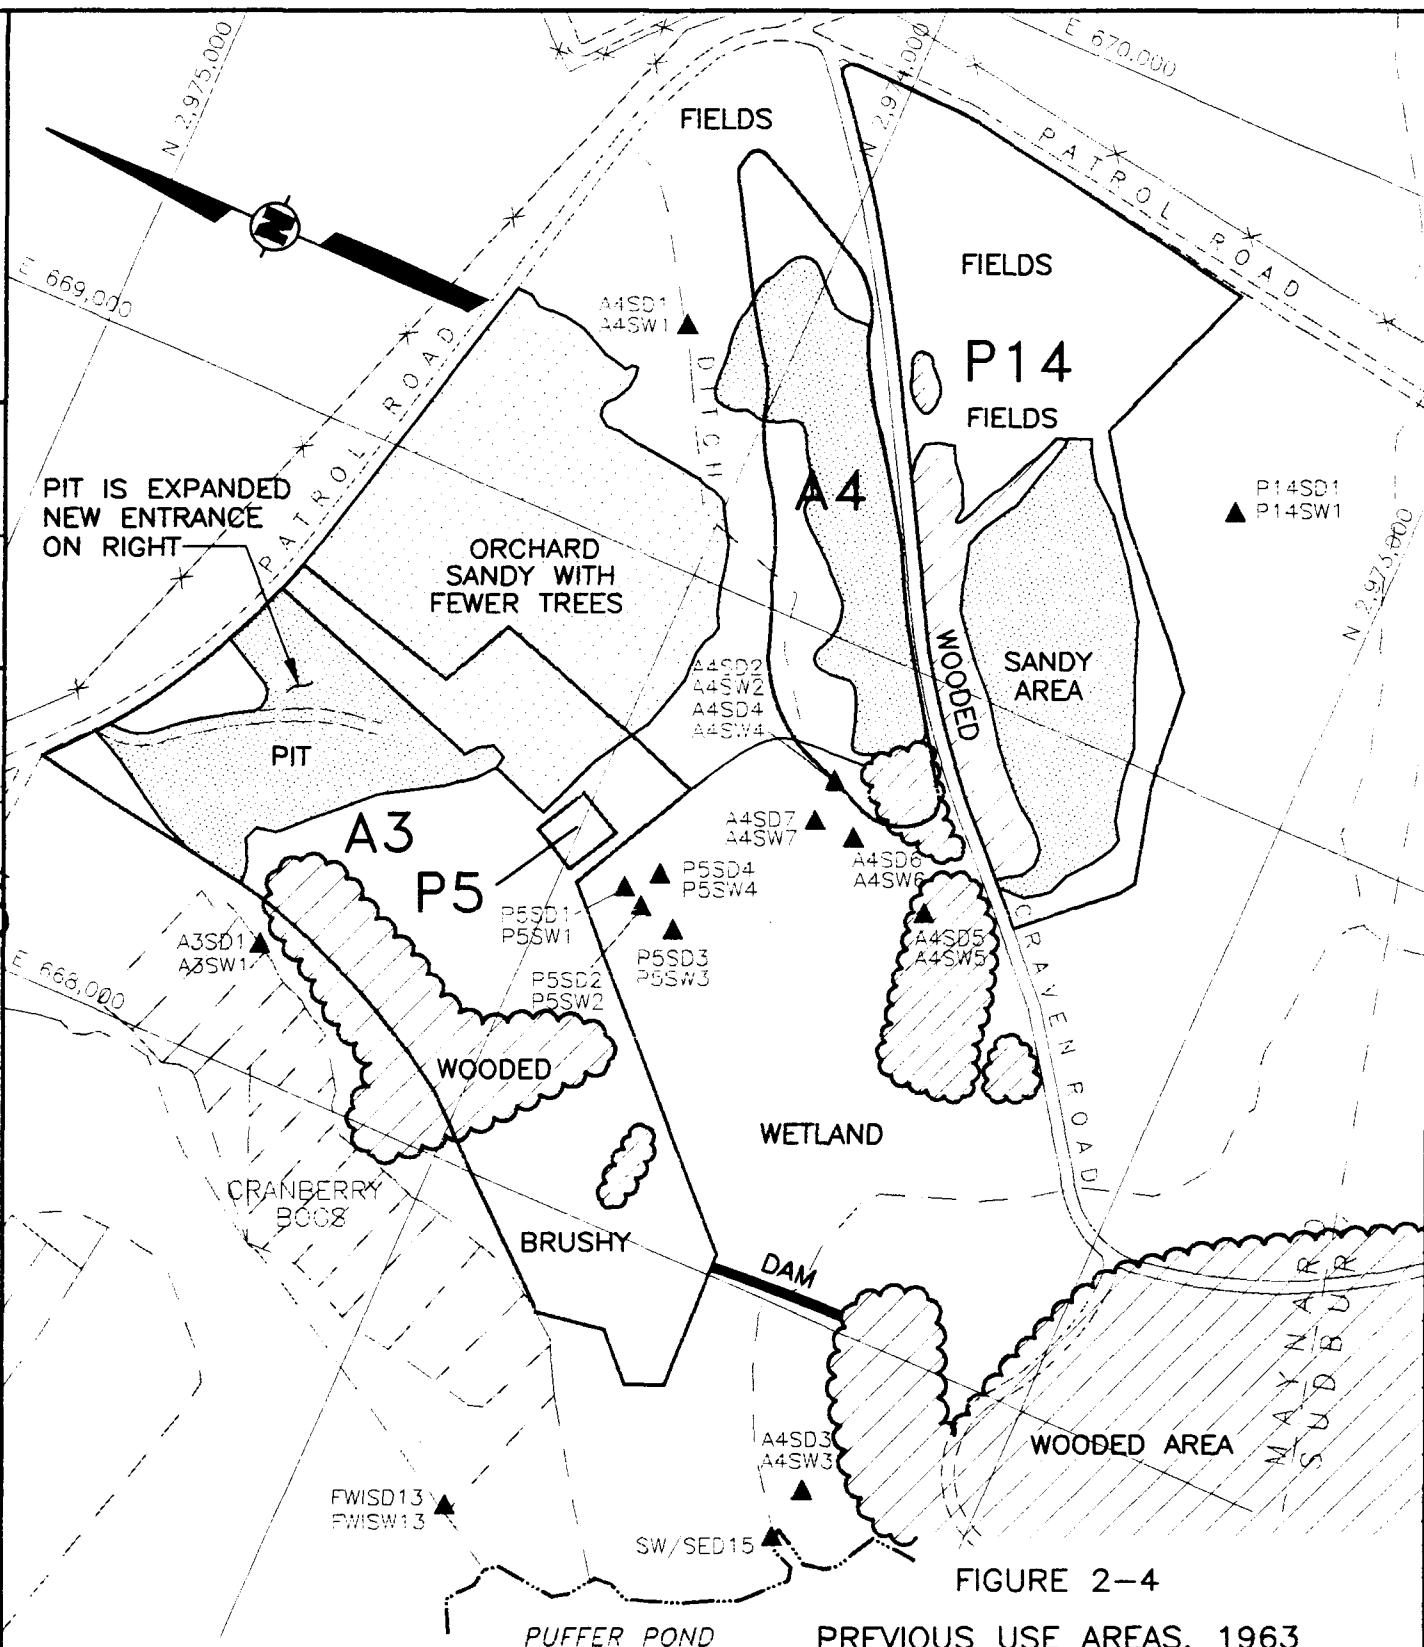 N 2,975,000
N 2,974,000
E 670,000
FIELDS
PATROL ROAD
N
E 669,000
A4SD1
A4SW1
FIELDS
P14
FIELDS
DITCH
PATROL ROAD
A4
PIT IS EXPANDED
NEW ENTRANCE
ON RIGHT
P14SD1
P14SW1
ORCHARD
SANDY WITH
FEWER TREES
N 2,973,000
WOODED
SANDY
AREA
A4SD2
A4SW2
A4SD4
A4SW4
PIT
A3
A4SD7
A4SW7
A4SD6
A4SW6
P5
P5SD4
P5SW4
P5SD1
P5SW1
A3SD1
A3SW1
A4SD5
A4SW5
P5SD3
P5SW3
P5SD2
P5SW2
E 668,000
CRAVEN ROAD
WOODED
WETLAND
CRANBERRY
BOGS
BRUSHY
DAM
MAYNARD
SUDBURY
WOODED AREA
A4SD3
A4SW3
FWISD13
FWISW13
SW/SED15
FIGURE 2-4
PUFFER POND
PREVIOUS USE AREAS, 1963